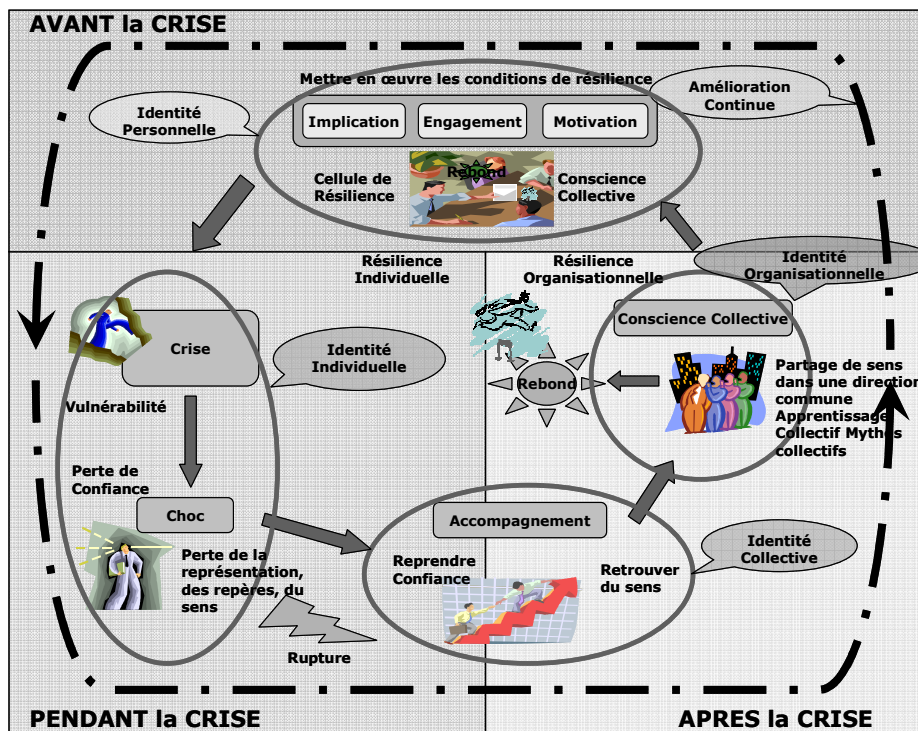 AVANT la CRISE
Mettre en œuvre les conditions de résilience
Amélioration
Continue
Identité
Personnelle
Implication
Engagement
Motivation
Rebond
Cellule de
Résilience
Conscience
Collective
Résilience
Individuelle
Résilience
Organisationnelle
Identité
Organisationnelle
Crise
Identité
Individuelle
Conscience Collective
Rebond
Partage de sens
dans une direction
commune
Apprentissage
Collectif Mythes
collectifs
Vulnérabilité
Perte de
Confiance
Choc
Accompagnement
Perte de la
représentation,
des repères, du
sens
Reprendre
Confiance
Retrouver
du sens
Identité
Collective
Rupture
PENDANT la CRISE
APRES la CRISE